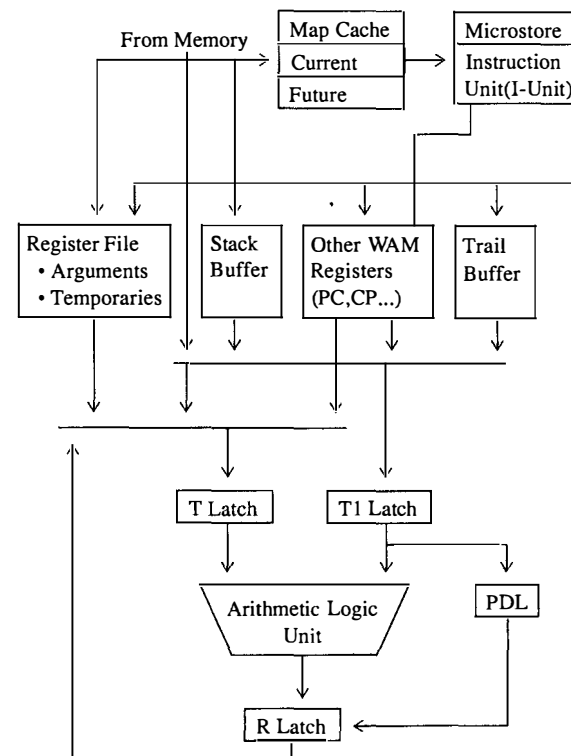 From Memory
Map Cache
Current
Future
Microstore
Instruction
Unit(I-Unit)
Register File
• Arguments
• Temporaries
Stack
Buffer
Other WAM
Registers
(PC,CP...)
Trail
Buffer
T Latch
T1 Latch
Arithmetic Logic
Unit
PDL
R Latch